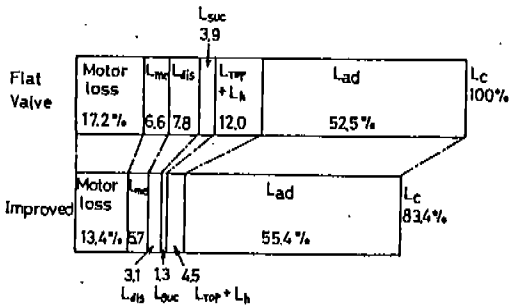 Lsuc
3,9
Flat
Valve
Motor
loss
17.2%
Lme
6.6
Ldis
7.8
LTOP
+ Lh
12.0
Lad
52,5%
Lc
100%
Improved
Motor
loss
13,4%
Lme
5.7
Lad
55.4%
Lc
83,4%
3,1 1,3 4,5
Ldis Lsuc LTOP + Lh